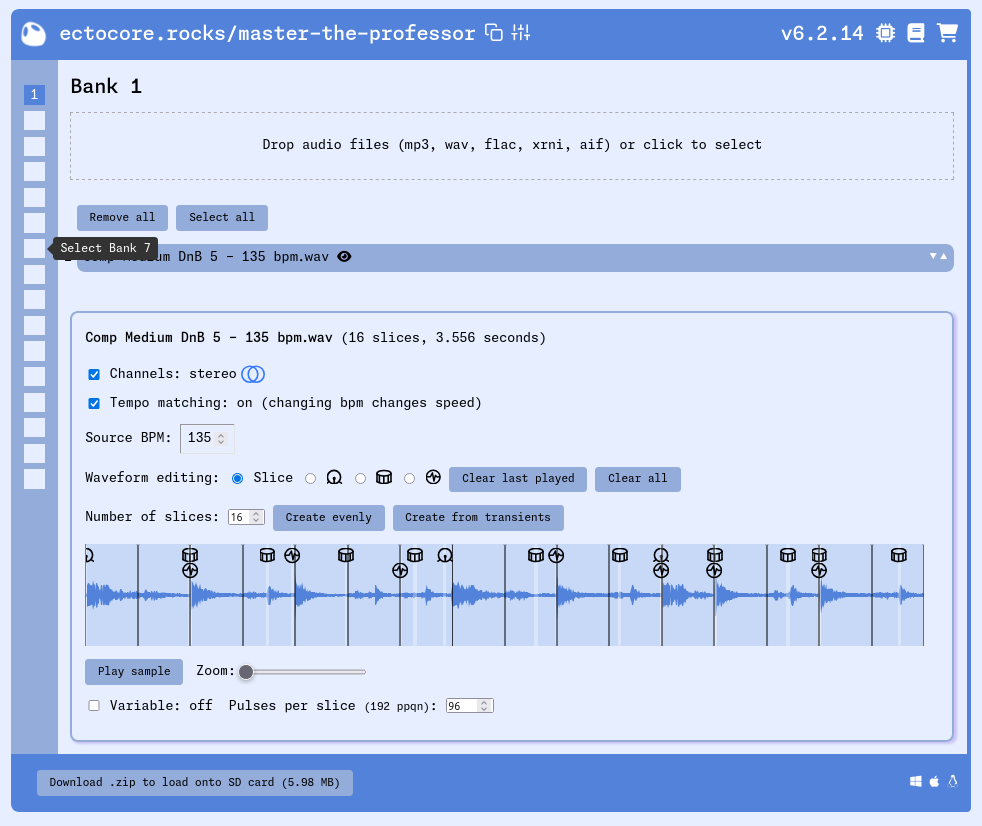 ectocore.rocks/master-the-professor v6.2.14
1
Bank 1
Drop audio files (mp3, wav, flac, xrni, aif) or click to select
Remove all Select all
Select Bank 7
m DnB 5 - 135 bpm.wav ▼▲
Comp Medium DnB 5 - 135 bpm.wav (16 slices, 3.556 seconds)
Channels: stereo
Tempo matching: on (changing bpm changes speed)
Source BPM: 135
Waveform editing: Slice Clear last played Clear all
Number of slices: 16 Create evenly Create from transients
Play sample Zoom:
Variable: off Pulses per slice (192 ppqn): 96
Download .zip to load onto SD card (5.98 MB)